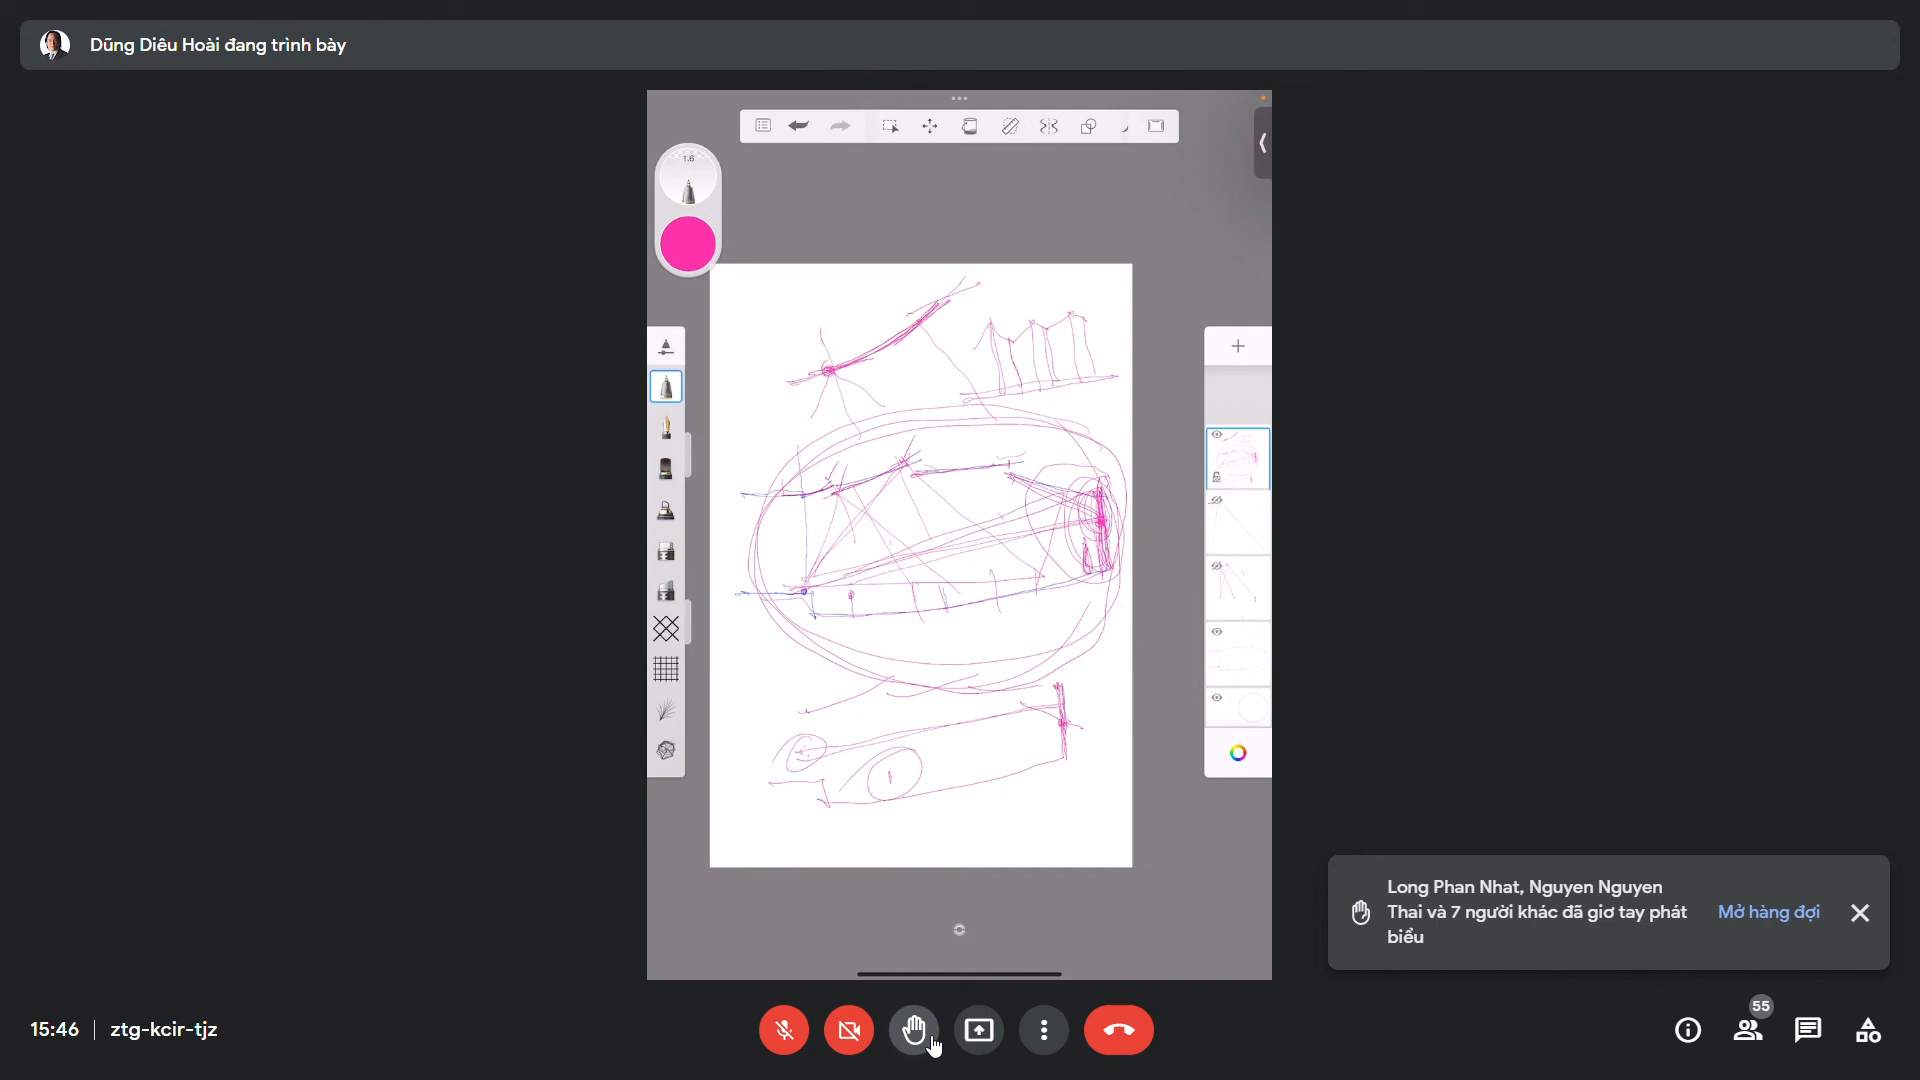 Dũng Diêu Hoài đang trình bày
1.6
Long Phan Nhat, Nguyen Nguyen
Thai và 7 người khác đã giơ tay phát
biểu
Mở hàng đợi
15:46 | ztg-kcir-tjz
55